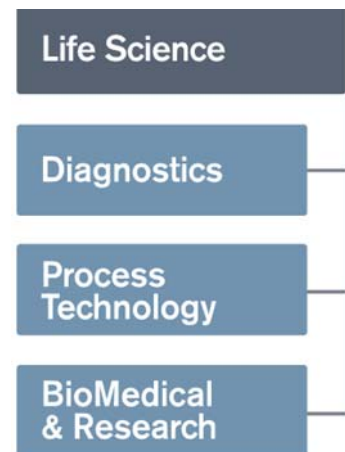 Life Science
Diagnostics
Process
Technology
BioMedical
& Research